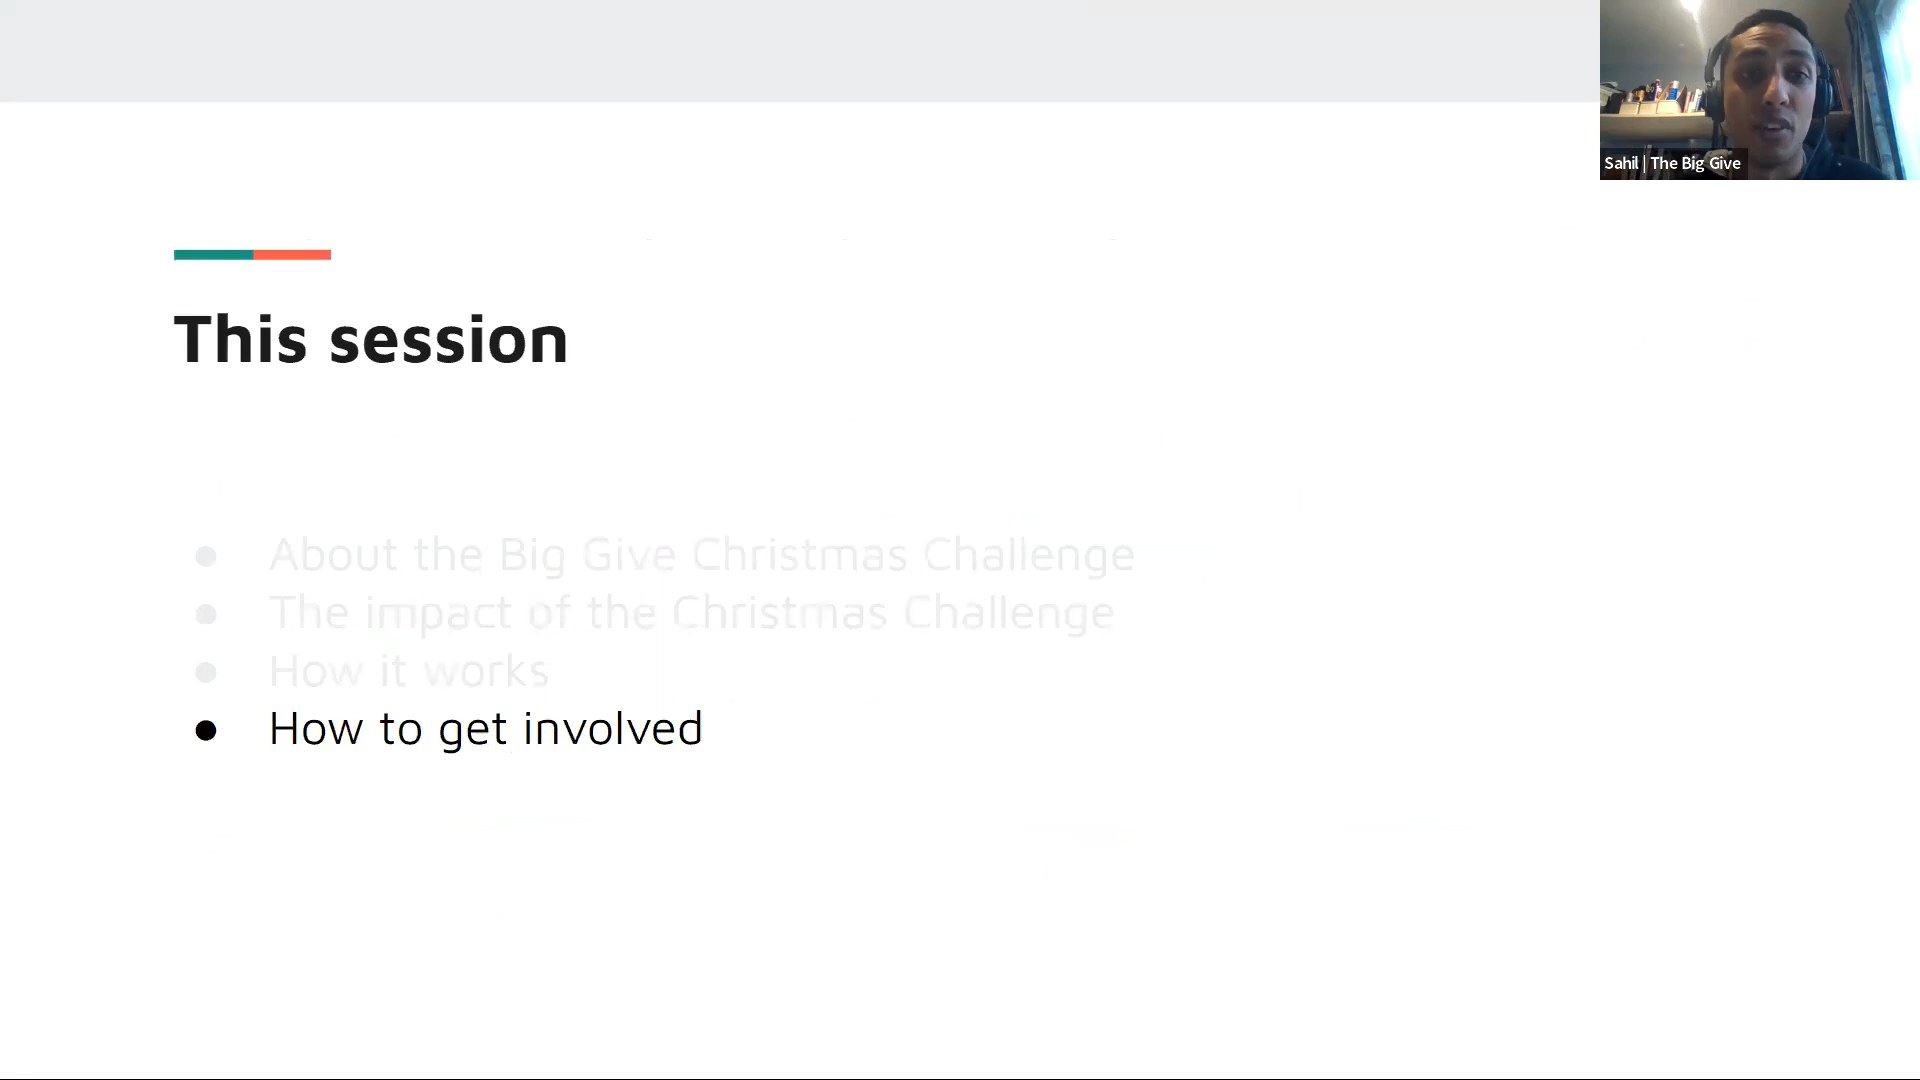 Sahil | The Big Give
This session
● About the Big Give Christmas Challenge
● The impact of the Christmas Challenge
● How it works
● How to get involved